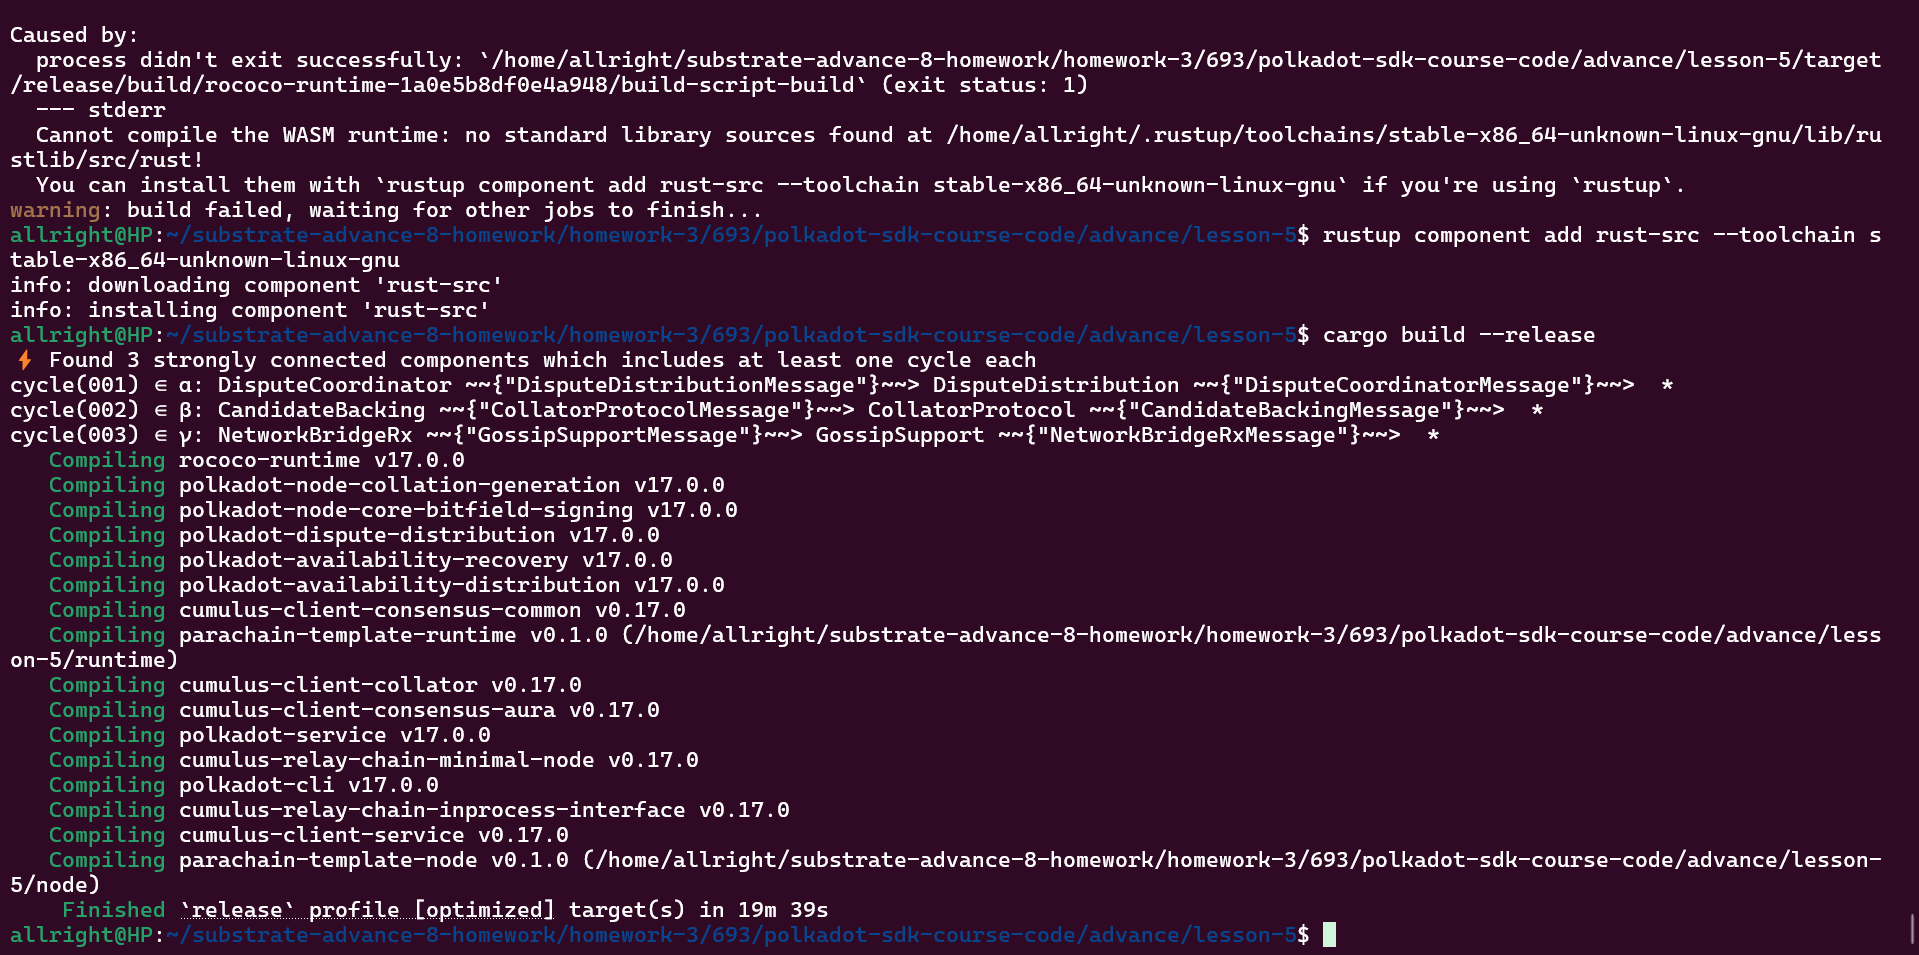 Caused by:
  process didn't exit successfully: `/home/allright/substrate-advance-8-homework/homework-3/693/polkadot-sdk-course-code/advance/lesson-5/target
/release/build/rococo-runtime-1a0e5b8df0e4a948/build-script-build` (exit status: 1)
  --- stderr
  Cannot compile the WASM runtime: no standard library sources found at /home/allright/.rustup/toolchains/stable-x86_64-unknown-linux-gnu/lib/ru
stlib/src/rust!
  You can install them with `rustup component add rust-src --toolchain stable-x86_64-unknown-linux-gnu` if you're using `rustup`.
warning: build failed, waiting for other jobs to finish...
allright@HP:~/substrate-advance-8-homework/homework-3/693/polkadot-sdk-course-code/advance/lesson-5$ rustup component add rust-src --toolchain s
table-x86_64-unknown-linux-gnu
info: downloading component 'rust-src'
info: installing component 'rust-src'
allright@HP:~/substrate-advance-8-homework/homework-3/693/polkadot-sdk-course-code/advance/lesson-5$ cargo build --release
⚡ Found 3 strongly connected components which includes at least one cycle each
cycle(001) ∈ α: DisputeCoordinator ~~{"DisputeDistributionMessage"}~~> DisputeDistribution ~~{"DisputeCoordinatorMessage"}~~>  *
cycle(002) ∈ β: CandidateBacking ~~{"CollatorProtocolMessage"}~~> CollatorProtocol ~~{"CandidateBackingMessage"}~~>  *
cycle(003) ∈ γ: NetworkBridgeRx ~~{"GossipSupportMessage"}~~> GossipSupport ~~{"NetworkBridgeRxMessage"}~~>  *
   Compiling rococo-runtime v17.0.0
   Compiling polkadot-node-collation-generation v17.0.0
   Compiling polkadot-node-core-bitfield-signing v17.0.0
   Compiling polkadot-dispute-distribution v17.0.0
   Compiling polkadot-availability-recovery v17.0.0
   Compiling polkadot-availability-distribution v17.0.0
   Compiling cumulus-client-consensus-common v0.17.0
   Compiling parachain-template-runtime v0.1.0 (/home/allright/substrate-advance-8-homework/homework-3/693/polkadot-sdk-course-code/advance/less
on-5/runtime)
   Compiling cumulus-client-collator v0.17.0
   Compiling cumulus-client-consensus-aura v0.17.0
   Compiling polkadot-service v17.0.0
   Compiling cumulus-relay-chain-minimal-node v0.17.0
   Compiling polkadot-cli v17.0.0
   Compiling cumulus-relay-chain-inprocess-interface v0.17.0
   Compiling cumulus-client-service v0.17.0
   Compiling parachain-template-node v0.1.0 (/home/allright/substrate-advance-8-homework/homework-3/693/polkadot-sdk-course-code/advance/lesson-
5/node)
    Finished `release` profile [optimized] target(s) in 19m 39s
allright@HP:~/substrate-advance-8-homework/homework-3/693/polkadot-sdk-course-code/advance/lesson-5$